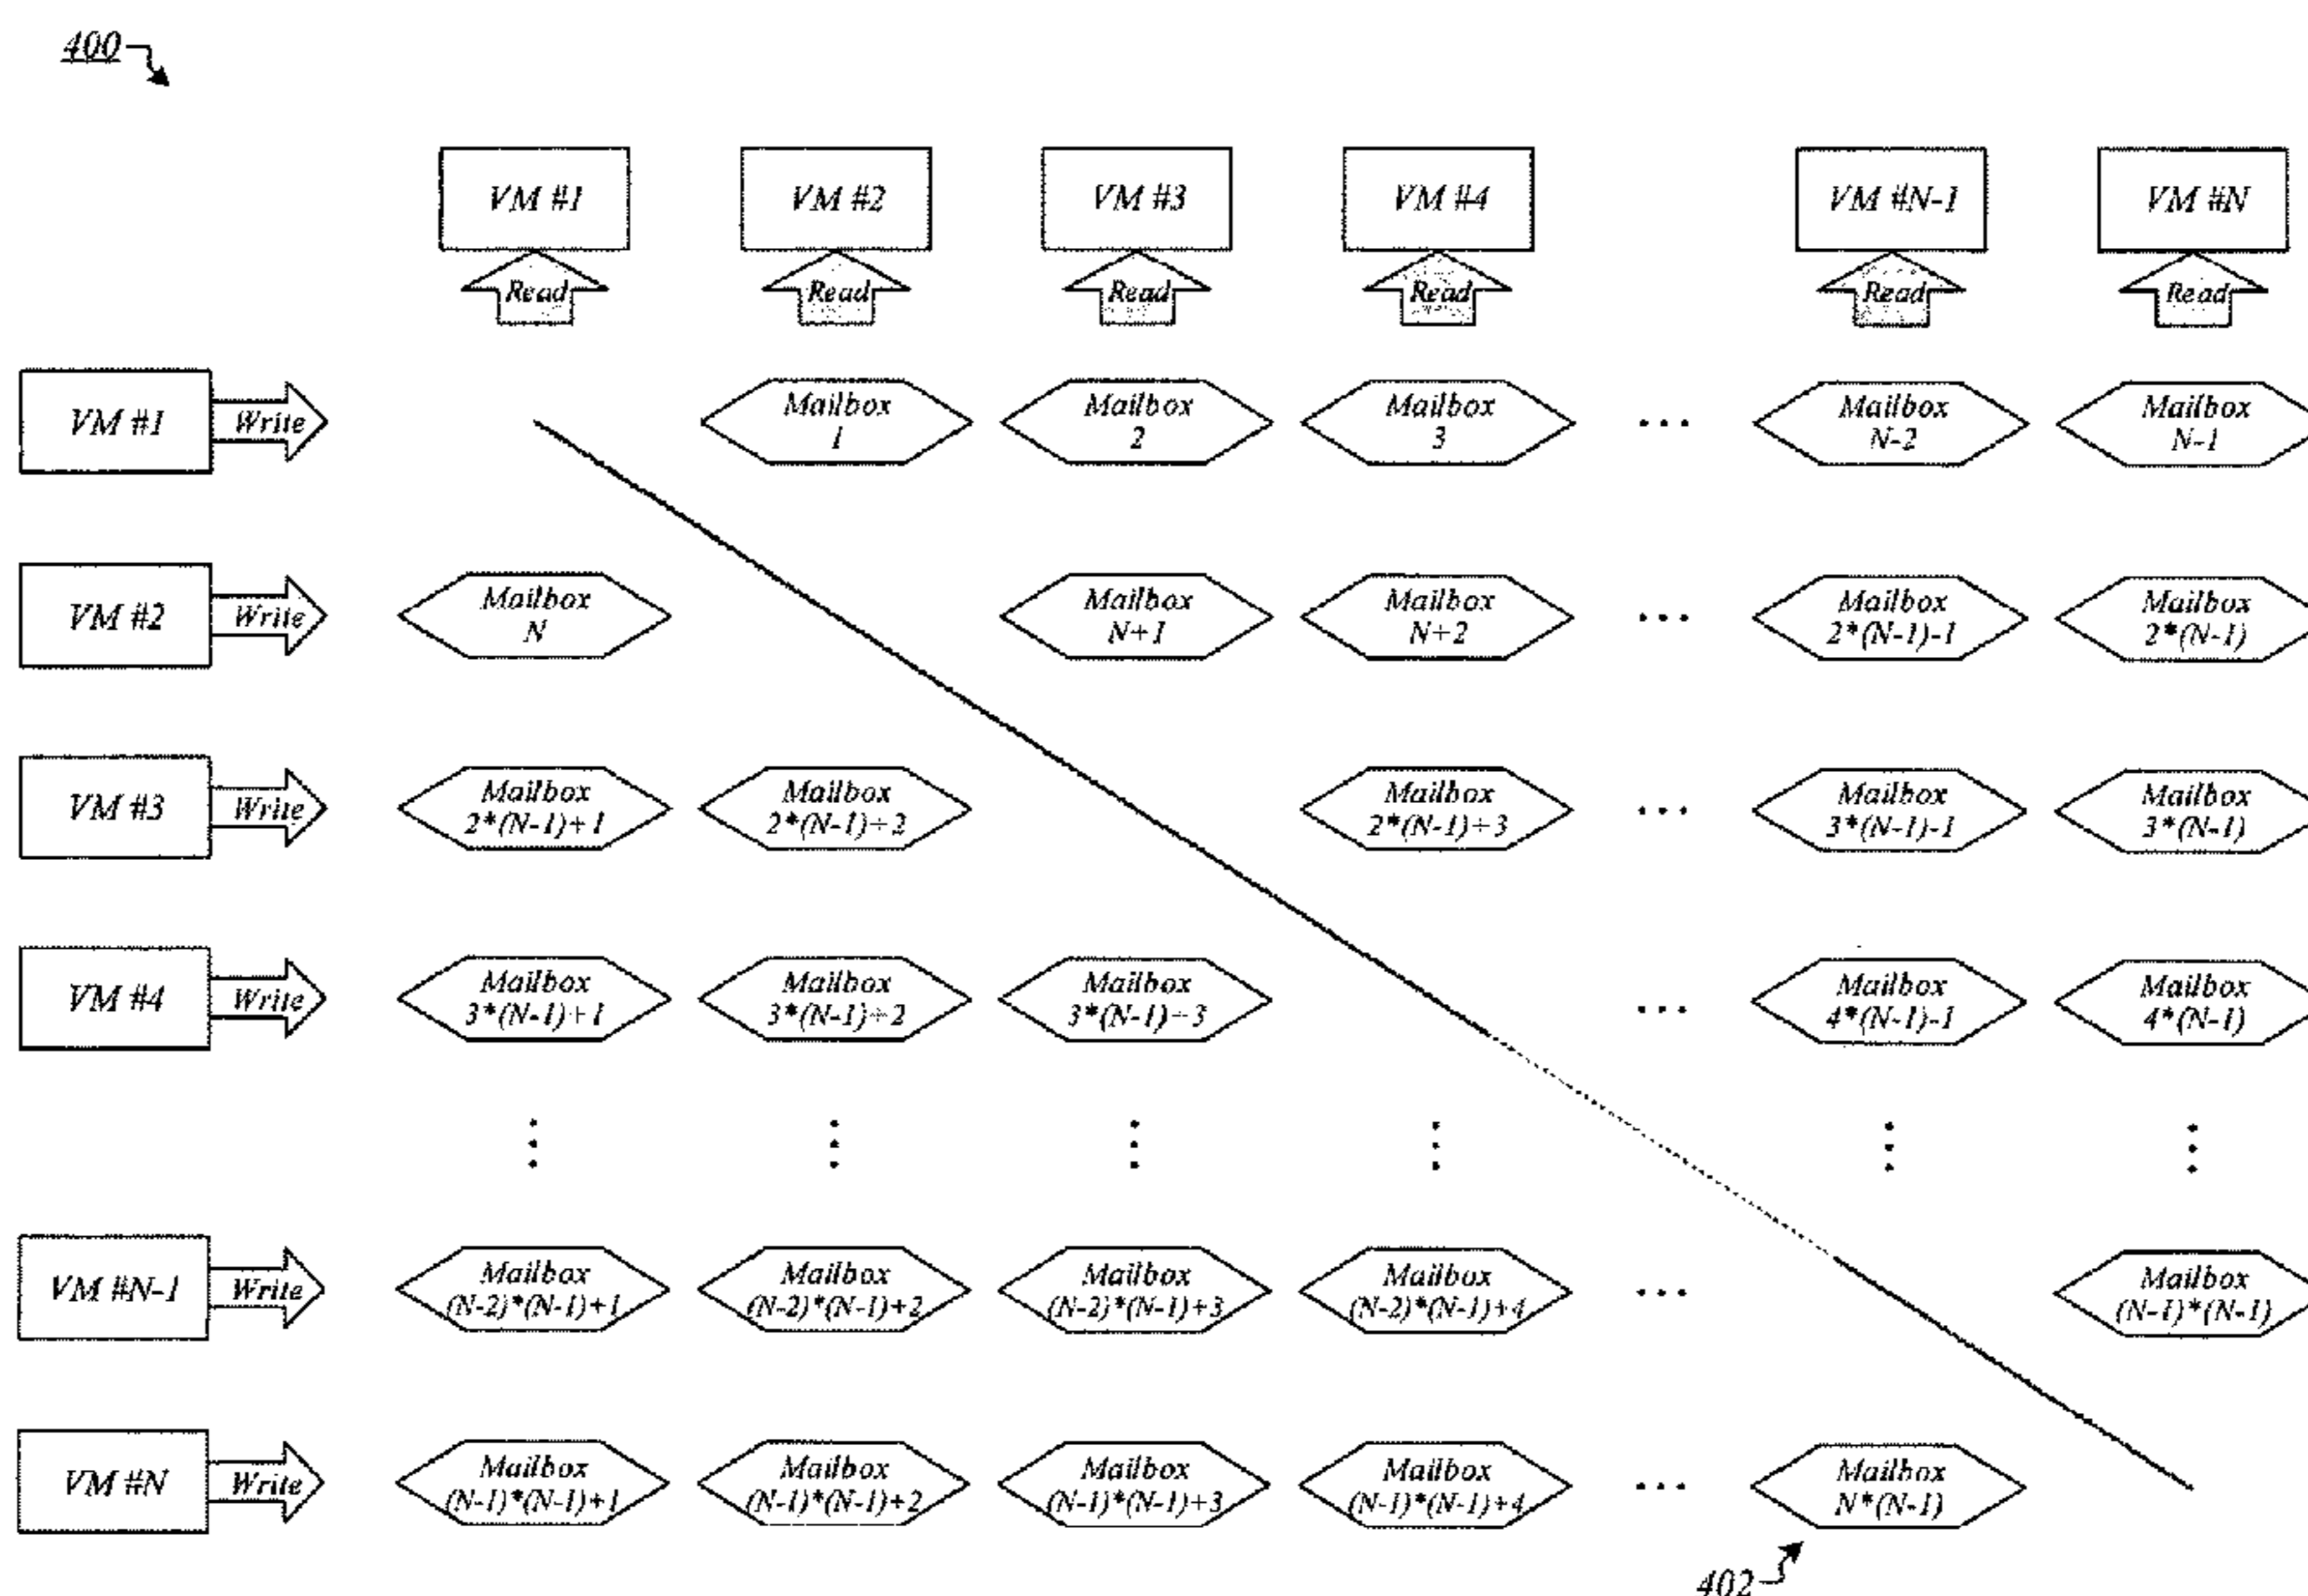 400
VM #1 VM #2 VM #3 VM #4 VM #N-1 VM #N
Read Read Read Read Read Read
VM #1 Write Mailbox 1 Mailbox 2 Mailbox 3 ... Mailbox N-2 Mailbox N-1
VM #2 Write Mailbox N Mailbox N+1 Mailbox N+2 ... Mailbox 2*(N-1)-1 Mailbox 2*(N-1)
VM #3 Write Mailbox 2*(N-1)+1 Mailbox 2*(N-1)+2 Mailbox 2*(N-1)+3 ... Mailbox 3*(N-1)-1 Mailbox 3*(N-1)
VM #4 Write Mailbox 3*(N-1)+1 Mailbox 3*(N-1)+2 Mailbox 3*(N-1)+3 ... Mailbox 4*(N-1)-1 Mailbox 4*(N-1)
VM #N-1 Write Mailbox (N-2)*(N-1)+1 Mailbox (N-2)*(N-1)+2 Mailbox (N-2)*(N-1)+3 Mailbox (N-2)*(N-1)+4 ... Mailbox (N-1)*(N-1)
VM #N Write Mailbox (N-1)*(N-1)+1 Mailbox (N-1)*(N-1)+2 Mailbox (N-1)*(N-1)+3 Mailbox (N-1)*(N-1)+4 ... Mailbox N*(N-1)
402